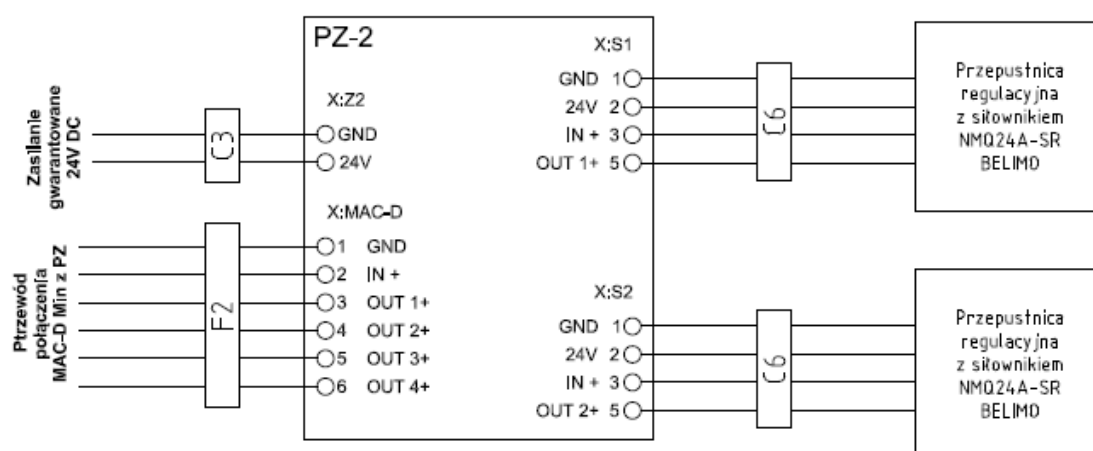 PZ-2
X:Z2
GND
24V
Zasilanie
gwarantowane
24V DC
C3
X:MAC-D
1 GND
2 IN +
3 OUT 1+
4 OUT 2+
5 OUT 3+
6 OUT 4+
Ptrzewód
połączenia
MAC-D Min z PZ
F2
X:S1
GND 1
24V 2
IN + 3
OUT 1+ 5
C6
Przepustnica
regulacyjna
z siłownikiem
NMQ24A-SR
BELIMO
X:S2
GND 1
24V 2
IN + 3
OUT 2+ 5
C6
Przepustnica
regulacyjna
z siłownikiem
NMQ24A-SR
BELIMO